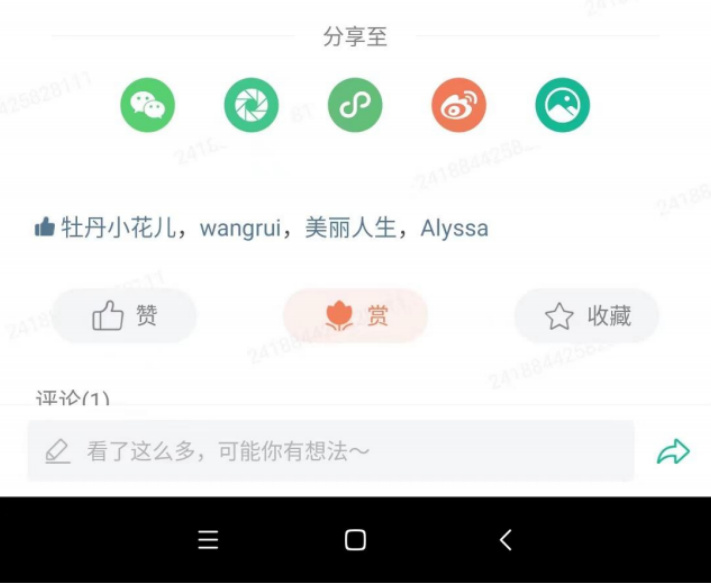 分享至
牡丹小花儿，wangrui，美丽人生，Alyssa
赞
赏
收藏
评论(1)
看了这么多，可能你有想法～